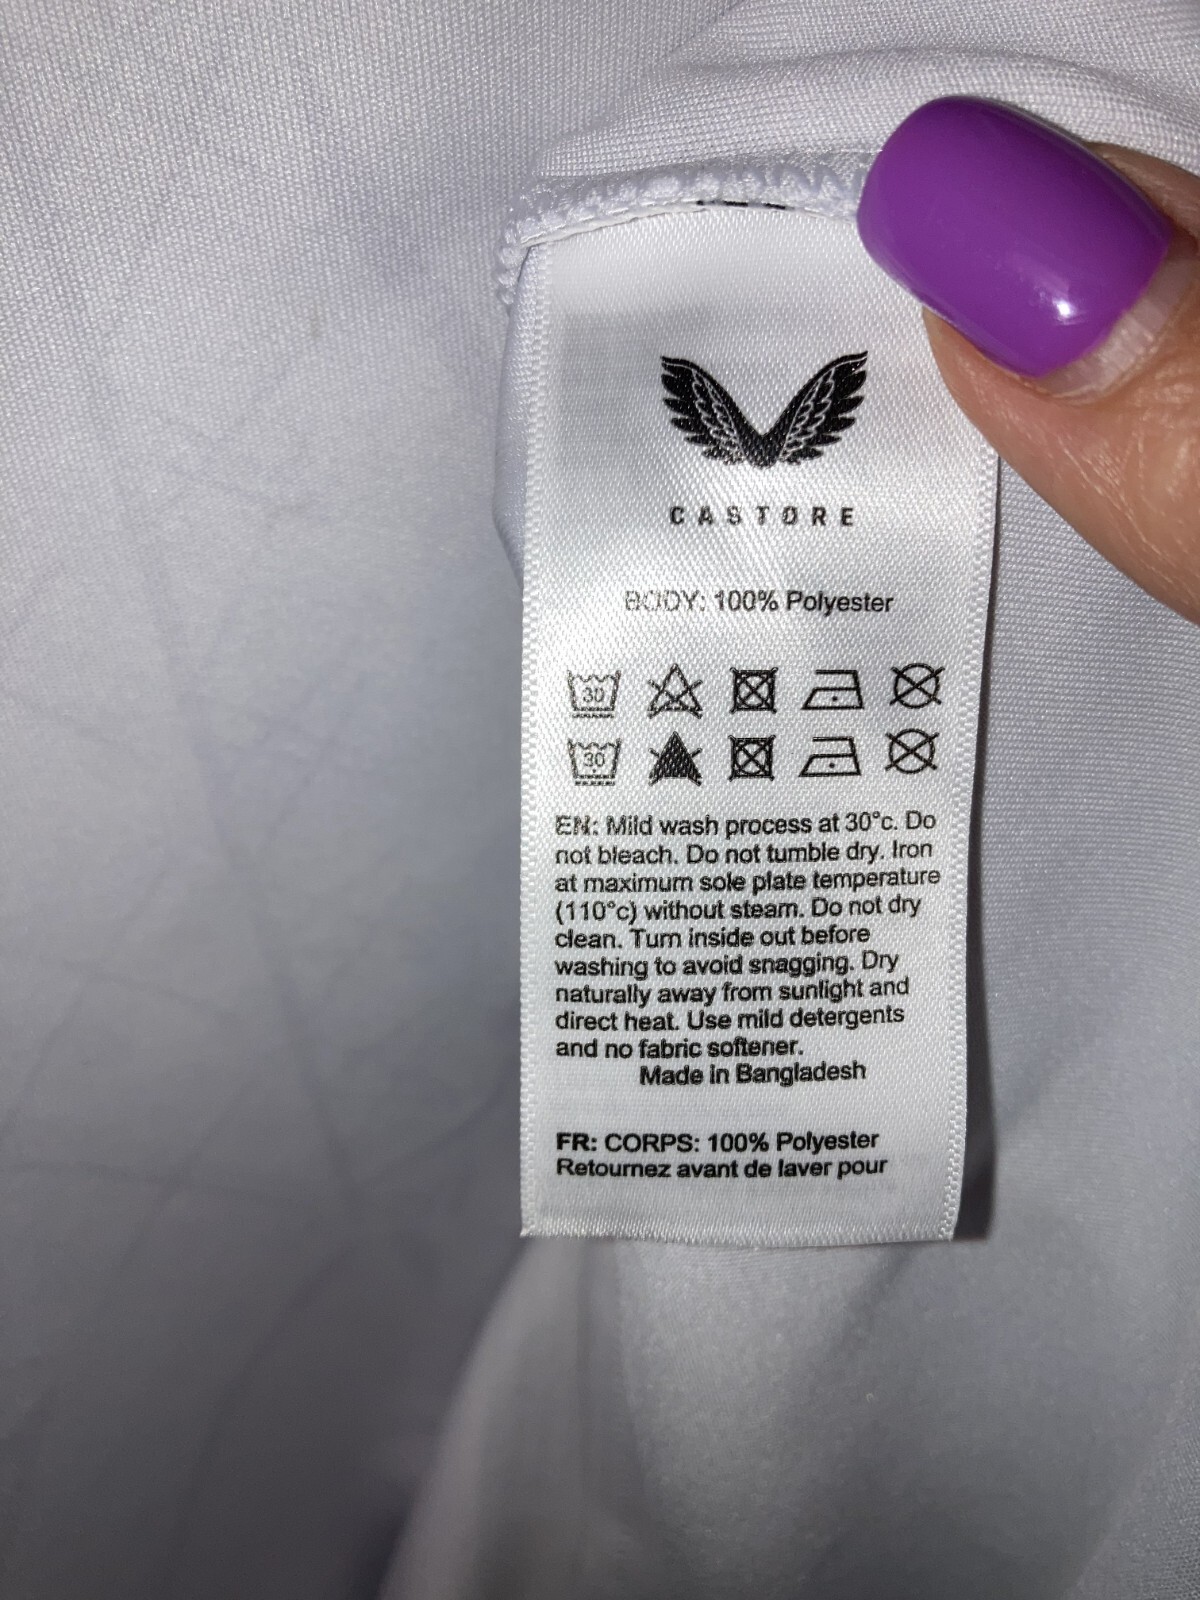 CASTORE
BODY: 100% Polyester
30
30
EN: Mild wash process at 30°c. Do
not bleach. Do not tumble dry. Iron
at maximum sole plate temperature
(110°c) without steam. Do not dry
clean. Turn inside out before
washing to avoid snagging. Dry
naturally away from sunlight and
direct heat. Use mild detergents
and no fabric softener.
Made in Bangladesh
FR: CORPS: 100% Polyester
Retournez avant de laver pour